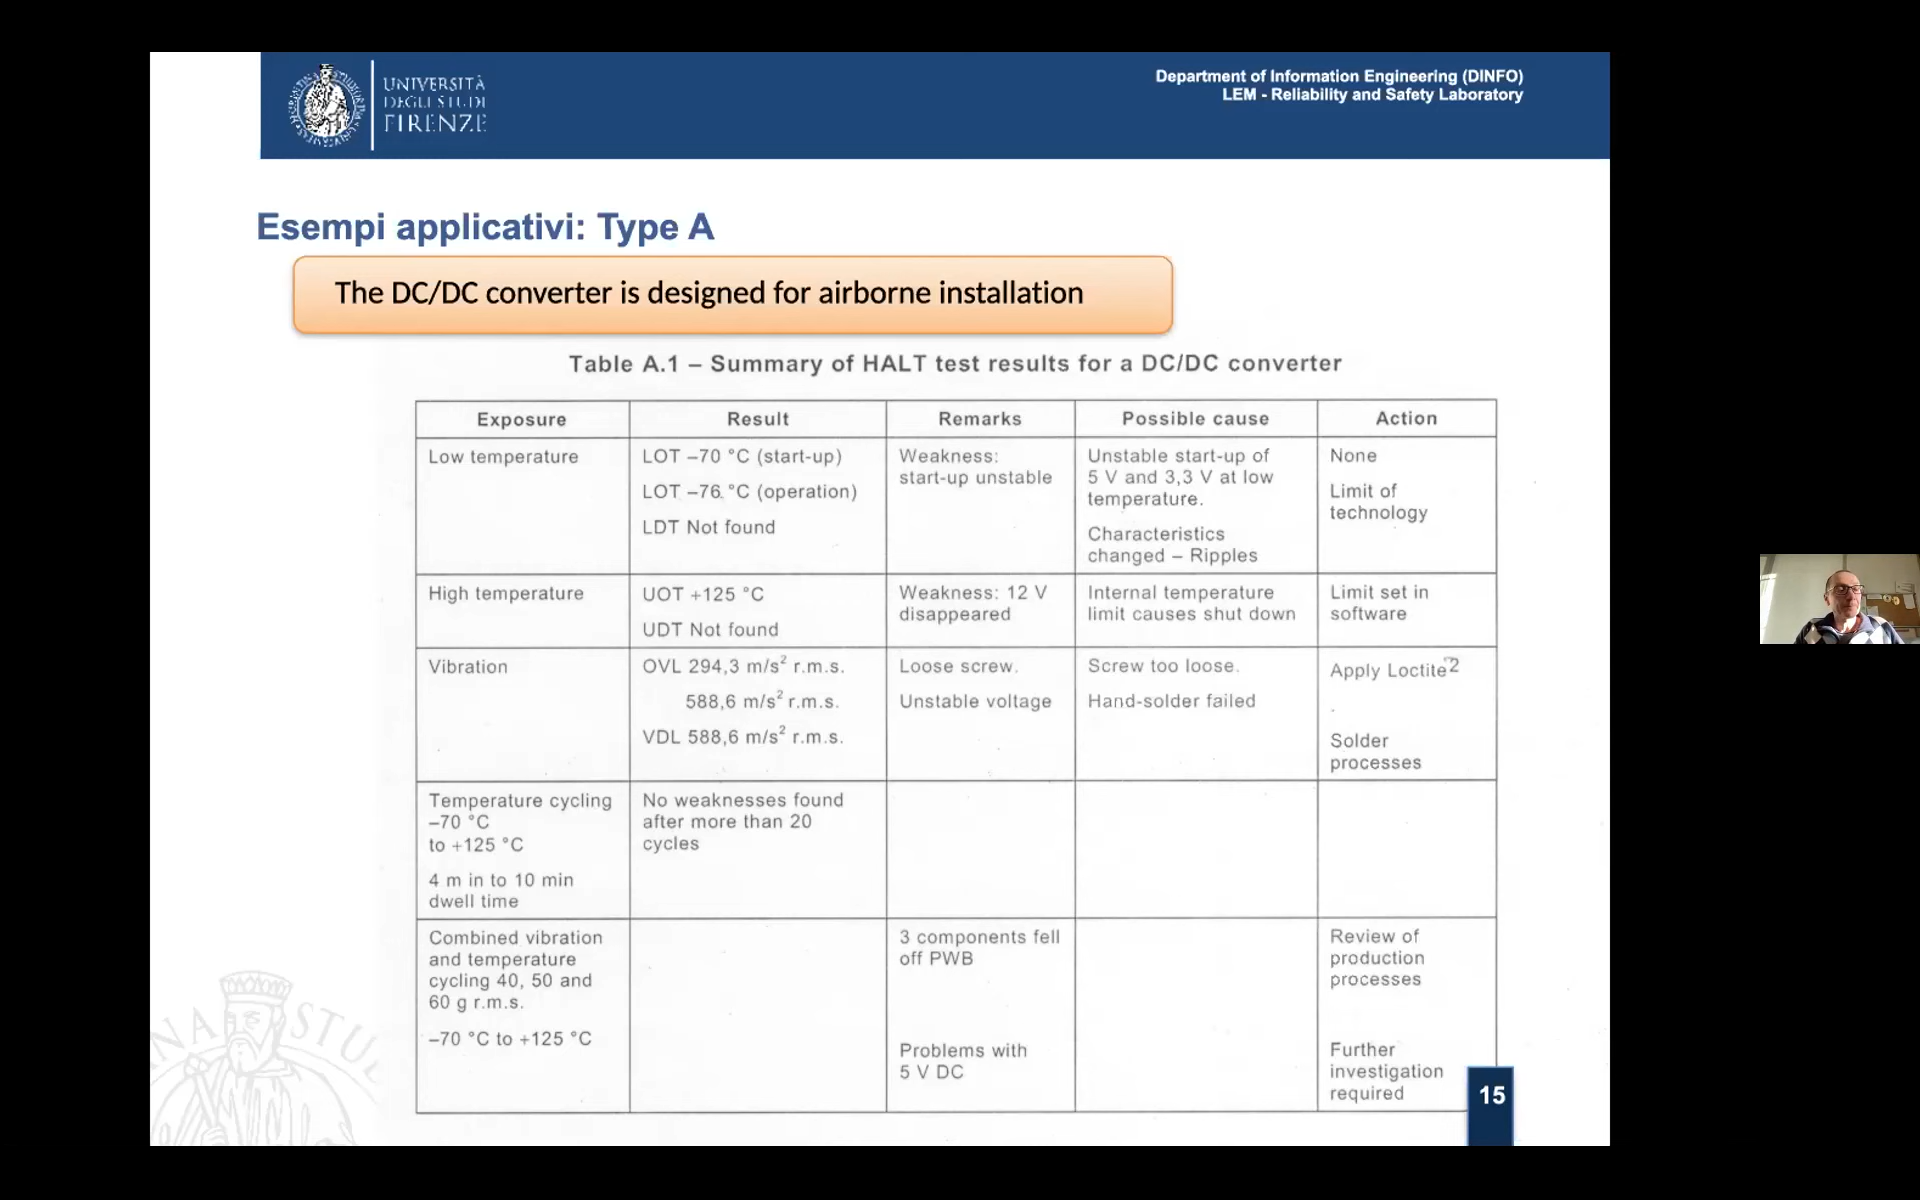 UNIVERSITÀ
DEGLI STUDI
FIRENZE
Department of Information Engineering (DINFO)
LEM - Reliability and Safety Laboratory
Esempi applicativi: Type A
The DC/DC converter is designed for airborne installation
Table A.1 – Summary of HALT test results for a DC/DC converter
Exposure
Result
Remarks
Possible cause
Action
Low temperature
LOT –70 °C (start-up)
LOT –76 °C (operation)
LDT Not found
Weakness:
start-up unstable
Unstable start-up of
5 V and 3,3 V at low
temperature.
Characteristics
changed – Ripples
None
Limit of
technology
High temperature
UOT +125 °C
UDT Not found
Weakness: 12 V
disappeared
Internal temperature
limit causes shut down
Limit set in
software
Vibration
OVL 294,3 m/s² r.m.s.
588,6 m/s² r.m.s.
VDL 588,6 m/s² r.m.s.
Loose screw.
Unstable voltage
Screw too loose.
Hand-solder failed
Apply Loctite²
Solder
processes
Temperature cycling
–70 °C
to +125 °C
4 m in to 10 min
dwell time
No weaknesses found
after more than 20
cycles
Combined vibration
and temperature
cycling 40, 50 and
60 g r.m.s.
–70 °C to +125 °C
3 components fell
off PWB
Problems with
5 V DC
Review of
production
processes
Further
investigation
required
15